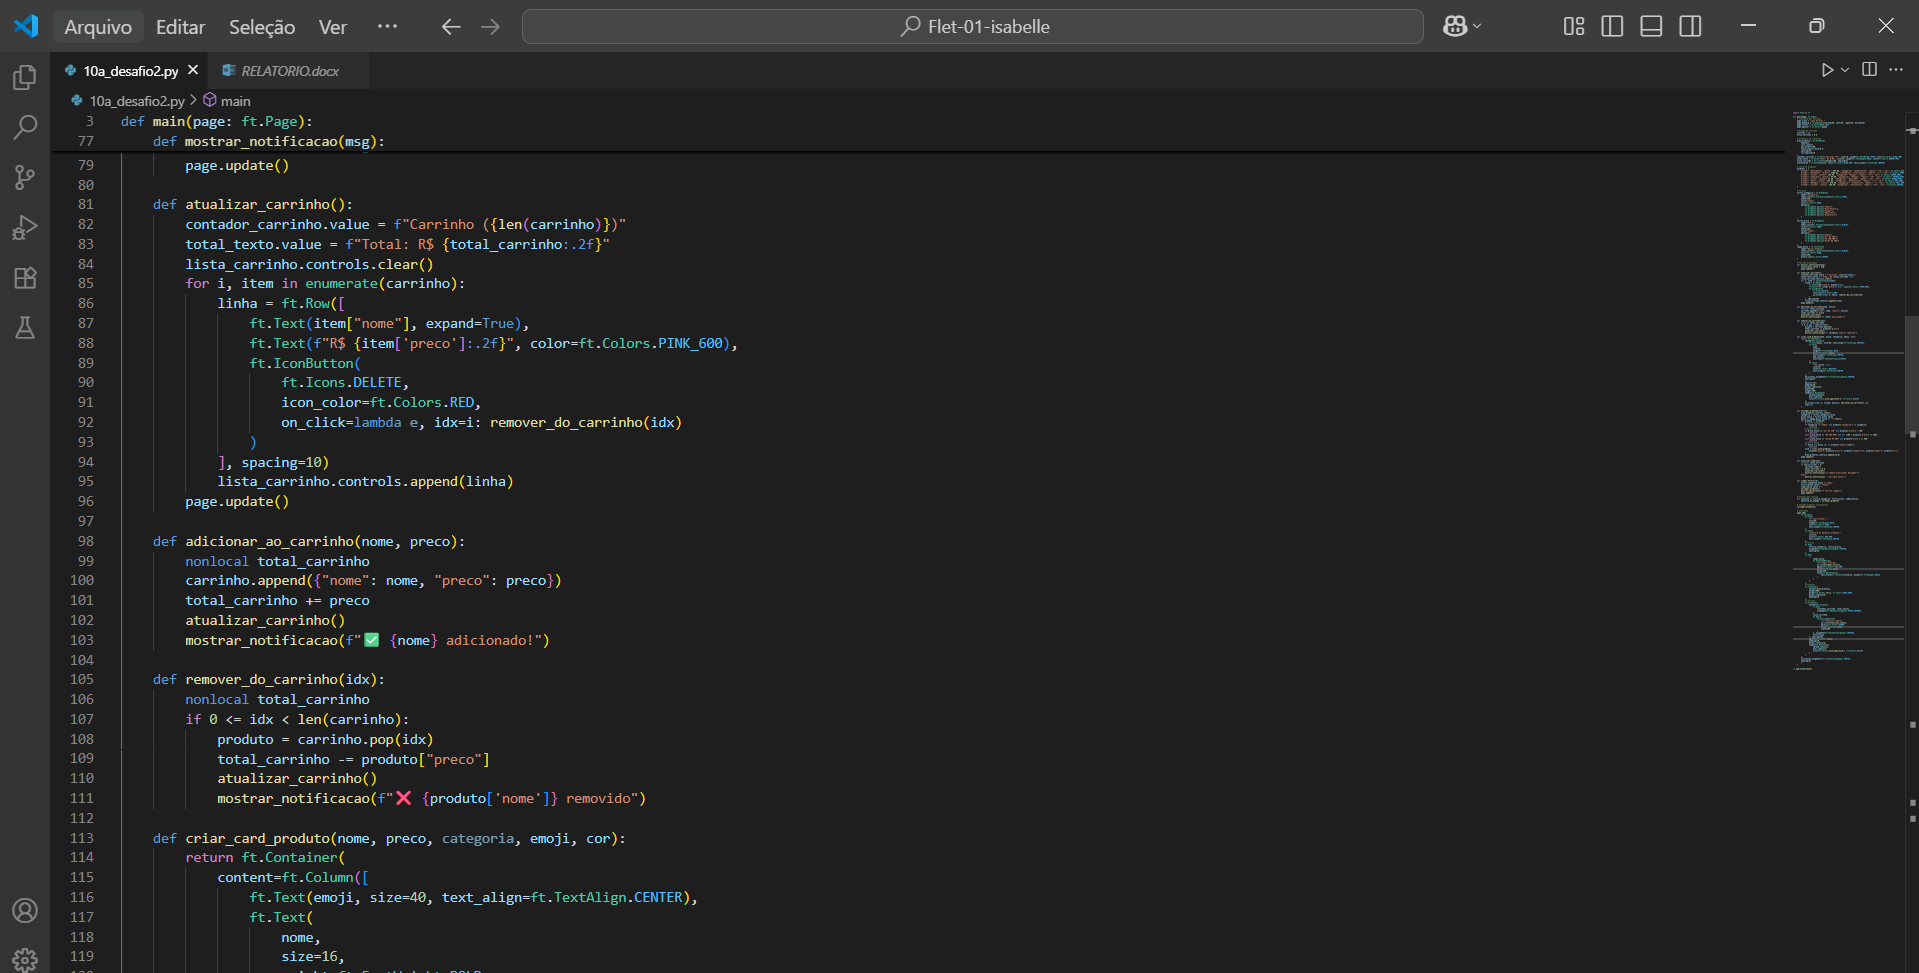 Arquivo Editar Seleção Ver ··· Flet-01-isabelle
10a_desafio2.py RELATORIO.docx
10a_desafio2.py > main
3 def main(page: ft.Page):
77     def mostrar_notificacao(msg):
79         page.update()
80
81     def atualizar_carrinho():
82         contador_carrinho.value = f"Carrinho ({len(carrinho)})"
83         total_texto.value = f"Total: R$ {total_carrinho:.2f}"
84         lista_carrinho.controls.clear()
85         for i, item in enumerate(carrinho):
86             linha = ft.Row([
87                 ft.Text(item["nome"], expand=True),
88                 ft.Text(f"R$ {item['preco']:.2f}", color=ft.Colors.PINK_600),
89                 ft.IconButton(
90                     ft.Icons.DELETE,
91                     icon_color=ft.Colors.RED,
92                     on_click=lambda e, idx=i: remover_do_carrinho(idx)
93                 )
94             ], spacing=10)
95             lista_carrinho.controls.append(linha)
96         page.update()
97
98     def adicionar_ao_carrinho(nome, preco):
99         nonlocal total_carrinho
100         carrinho.append({"nome": nome, "preco": preco})
101         total_carrinho += preco
102         atualizar_carrinho()
103         mostrar_notificacao(f"✅ {nome} adicionado!")
104
105     def remover_do_carrinho(idx):
106         nonlocal total_carrinho
107         if 0 <= idx < len(carrinho):
108             produto = carrinho.pop(idx)
109             total_carrinho -= produto["preco"]
110             atualizar_carrinho()
111             mostrar_notificacao(f"❌ {produto['nome']} removido")
112
113     def criar_card_produto(nome, preco, categoria, emoji, cor):
114         return ft.Container(
115             content=ft.Column([
116                 ft.Text(emoji, size=40, text_align=ft.TextAlign.CENTER),
117                 ft.Text(
118                     nome,
119                     size=16,